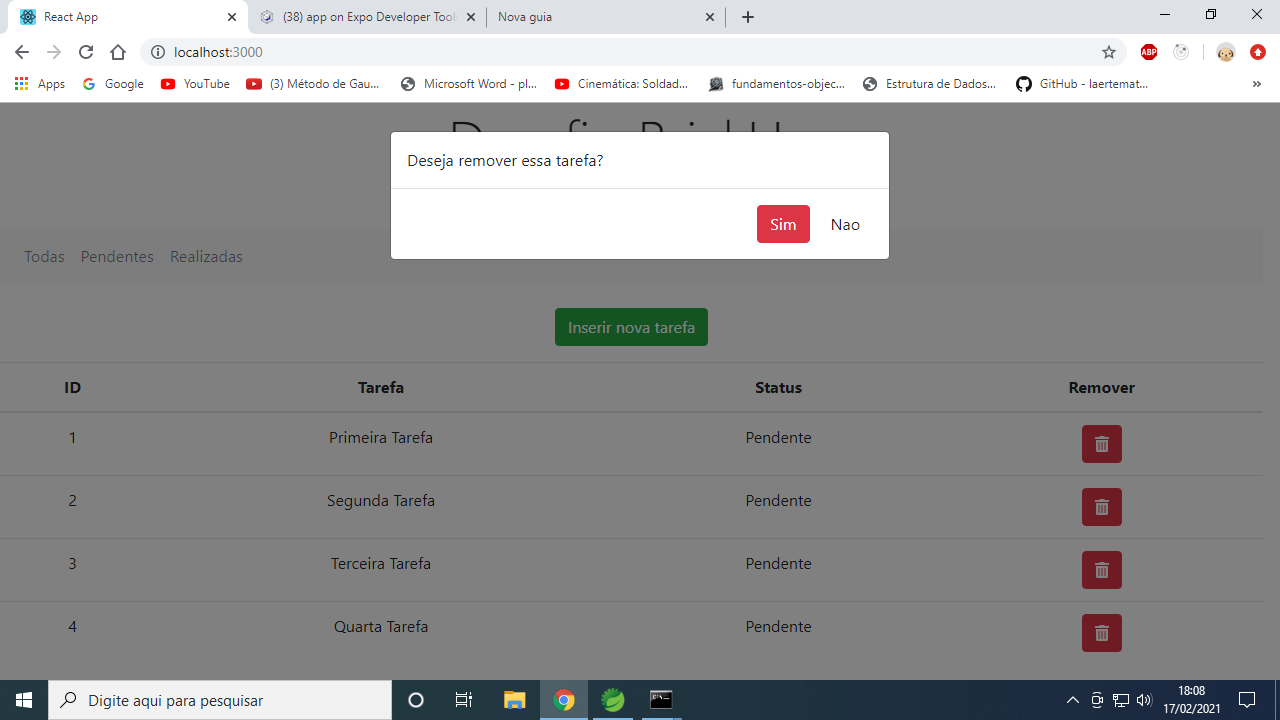 React App
(38) app on Expo Developer Tools
Nova guia
localhost:3000
ABP
Apps
Google
YouTube
(3) Método de Gau...
Microsoft Word - pl...
Cinemática: Soldad...
fundamentos-objec...
Estrutura de Dados...
GitHub - laertemat...
»
Deseja remover essa tarefa?
Sim
Nao
Todas
Pendentes
Realizadas
Inserir nova tarefa
ID Tarefa Status Remover
1 Primeira Tarefa Pendente
2 Segunda Tarefa Pendente
3 Terceira Tarefa Pendente
4 Quarta Tarefa Pendente
Digite aqui para pesquisar
18:08
17/02/2021